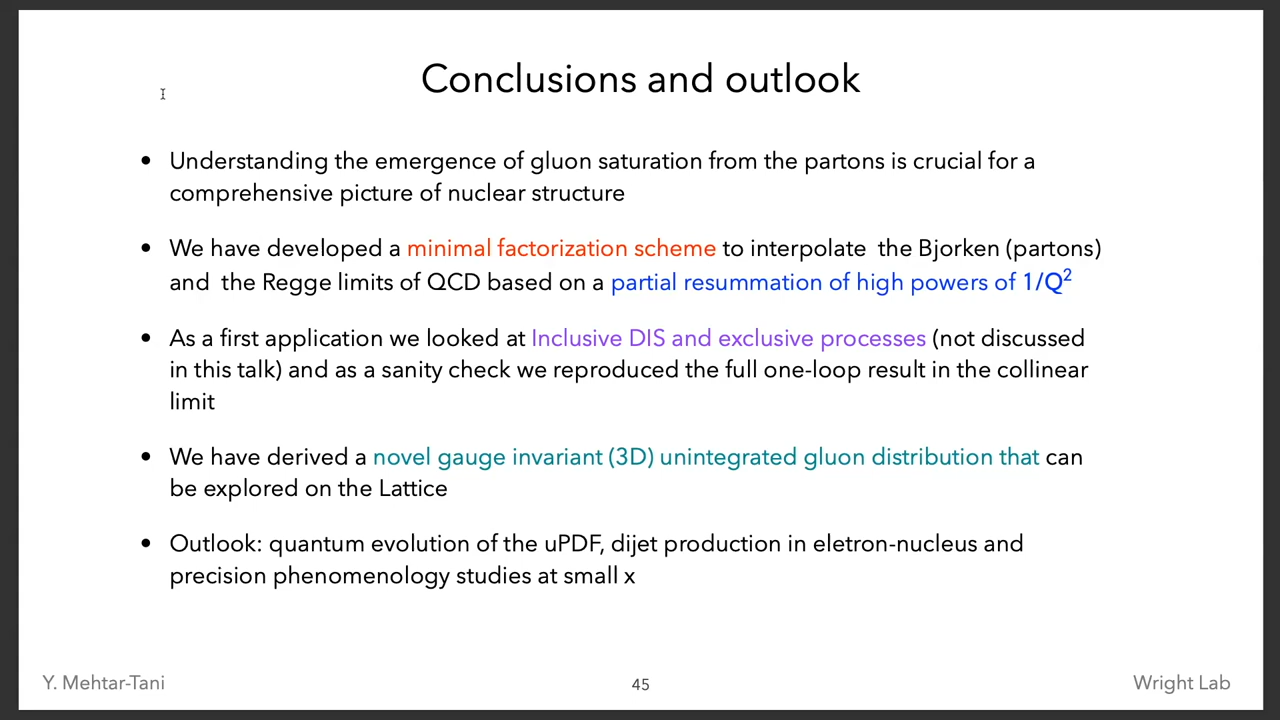 Conclusions and outlook
• Understanding the emergence of gluon saturation from the partons is crucial for a
comprehensive picture of nuclear structure
• We have developed a minimal factorization scheme to interpolate  the Bjorken (partons)
and  the Regge limits of QCD based on a partial resummation of high powers of 1/Q²
• As a first application we looked at Inclusive DIS and exclusive processes (not discussed
in this talk) and as a sanity check we reproduced the full one-loop result in the collinear
limit
• We have derived a novel gauge invariant (3D) unintegrated gluon distribution that can
be explored on the Lattice
• Outlook: quantum evolution of the uPDF, dijet production in eletron-nucleus and
precision phenomenology studies at small x
Y. Mehtar-Tani
45
Wright Lab